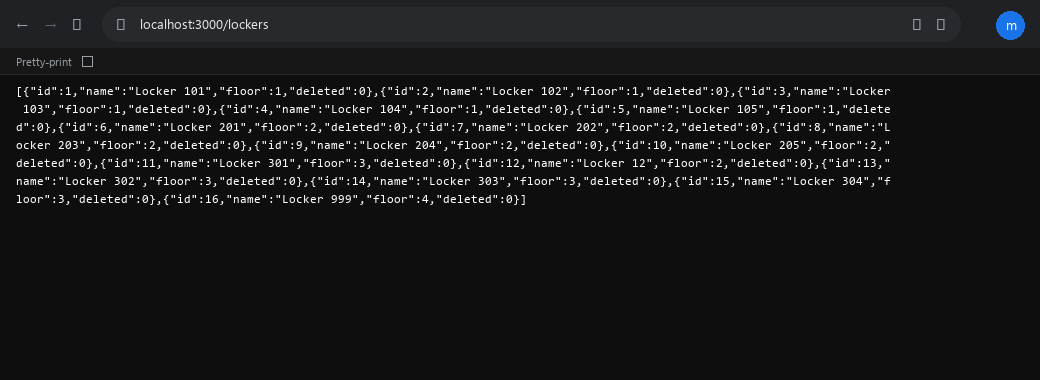 localhost:3000/lockers
m
Pretty-print
[{"id":1,"name":"Locker 101","floor":1,"deleted":0},{"id":2,"name":"Locker 102","floor":1,"deleted":0},{"id":3,"name":"Locker
103","floor":1,"deleted":0},{"id":4,"name":"Locker 104","floor":1,"deleted":0},{"id":5,"name":"Locker 105","floor":1,"delete
d":0},{"id":6,"name":"Locker 201","floor":2,"deleted":0},{"id":7,"name":"Locker 202","floor":2,"deleted":0},{"id":8,"name":"L
ocker 203","floor":2,"deleted":0},{"id":9,"name":"Locker 204","floor":2,"deleted":0},{"id":10,"name":"Locker 205","floor":2,"
deleted":0},{"id":11,"name":"Locker 301","floor":3,"deleted":0},{"id":12,"name":"Locker 12","floor":2,"deleted":0},{"id":13,"
name":"Locker 302","floor":3,"deleted":0},{"id":14,"name":"Locker 303","floor":3,"deleted":0},{"id":15,"name":"Locker 304","f
loor":3,"deleted":0},{"id":16,"name":"Locker 999","floor":4,"deleted":0}]